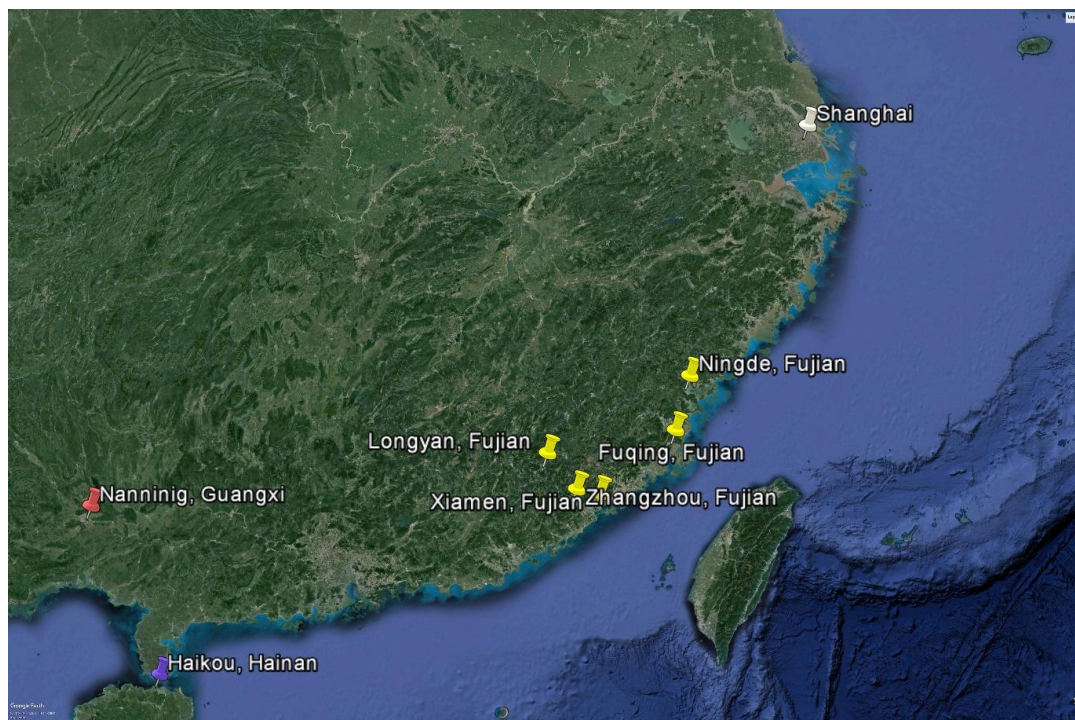 Shanghai
Ningde, Fujian
Longyan, Fujian
Fuqing, Fujian
Nanninig, Guangxi
Xiamen, Fujian
Zhangzhou, Fujian
Haikou, Hainan
Google Earth